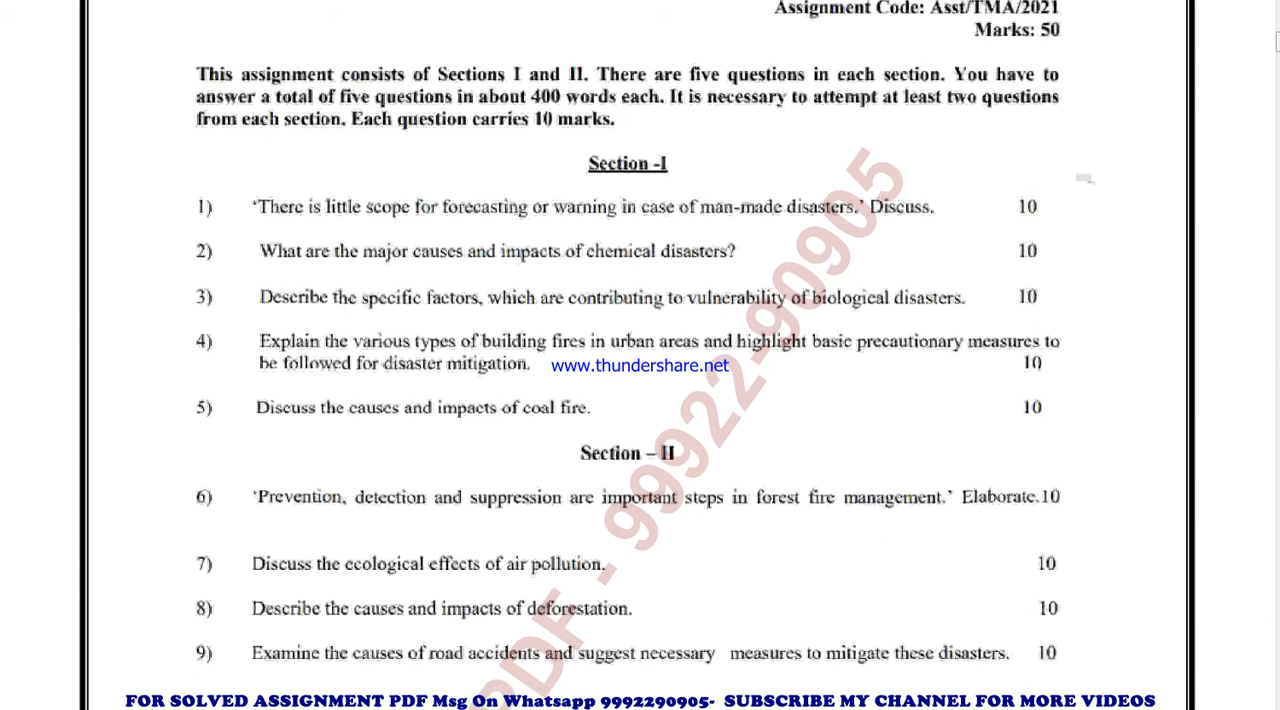 Assignment Code: Asst/TMA/2021
Marks: 50
This assignment consists of Sections I and II. There are five questions in each section. You have to
answer a total of five questions in about 400 words each. It is necessary to attempt at least two questions
from each section. Each question carries 10 marks.
Section -I
1) ‘There is little scope for forecasting or warning in case of man-made disasters.’ Discuss. 10
2) What are the major causes and impacts of chemical disasters? 10
3) Describe the specific factors, which are contributing to vulnerability of biological disasters. 10
4) Explain the various types of building fires in urban areas and highlight basic precautionary measures to
be followed for disaster mitigation. www.thundershare.net 10
5) Discuss the causes and impacts of coal fire. 10
Section – II
6) ‘Prevention, detection and suppression are important steps in forest fire management.’ Elaborate.10
7) Discuss the ecological effects of air pollution. 10
8) Describe the causes and impacts of deforestation. 10
9) Examine the causes of road accidents and suggest necessary measures to mitigate these disasters. 10
PDF - 99922-90905
FOR SOLVED ASSIGNMENT PDF Msg On Whatsapp 9992290905- SUBSCRIBE MY CHANNEL FOR MORE VIDEOS